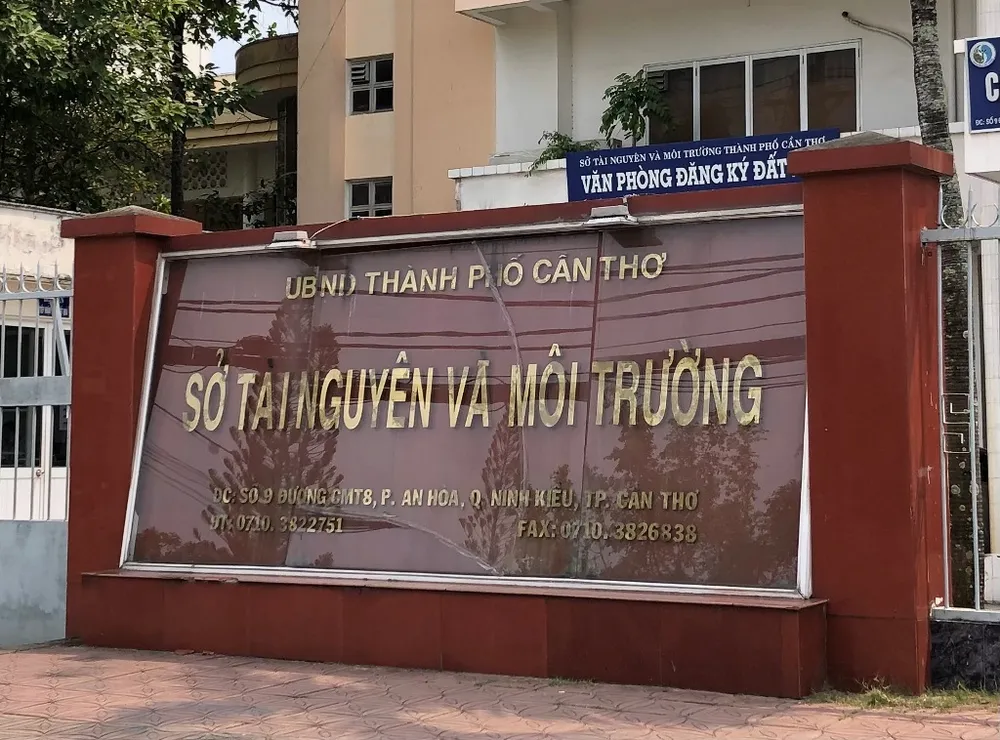 SỞ TÀI NGUYÊN VÀ MÔI TRƯỜNG THÀNH PHỐ CẦN THƠ
VĂN PHÒNG ĐĂNG KÝ ĐẤT
UBND THÀNH PHỐ CẦN THƠ
SỞ TÀI NGUYÊN VÀ MÔI TRƯỜNG
ĐC: SỐ 9 ĐƯỜNG CMT8, P. AN HÒA, Q. NINH KIỀU, TP. CẦN THƠ
ĐT: 0710. 3822751 FAX: 0710. 3826838